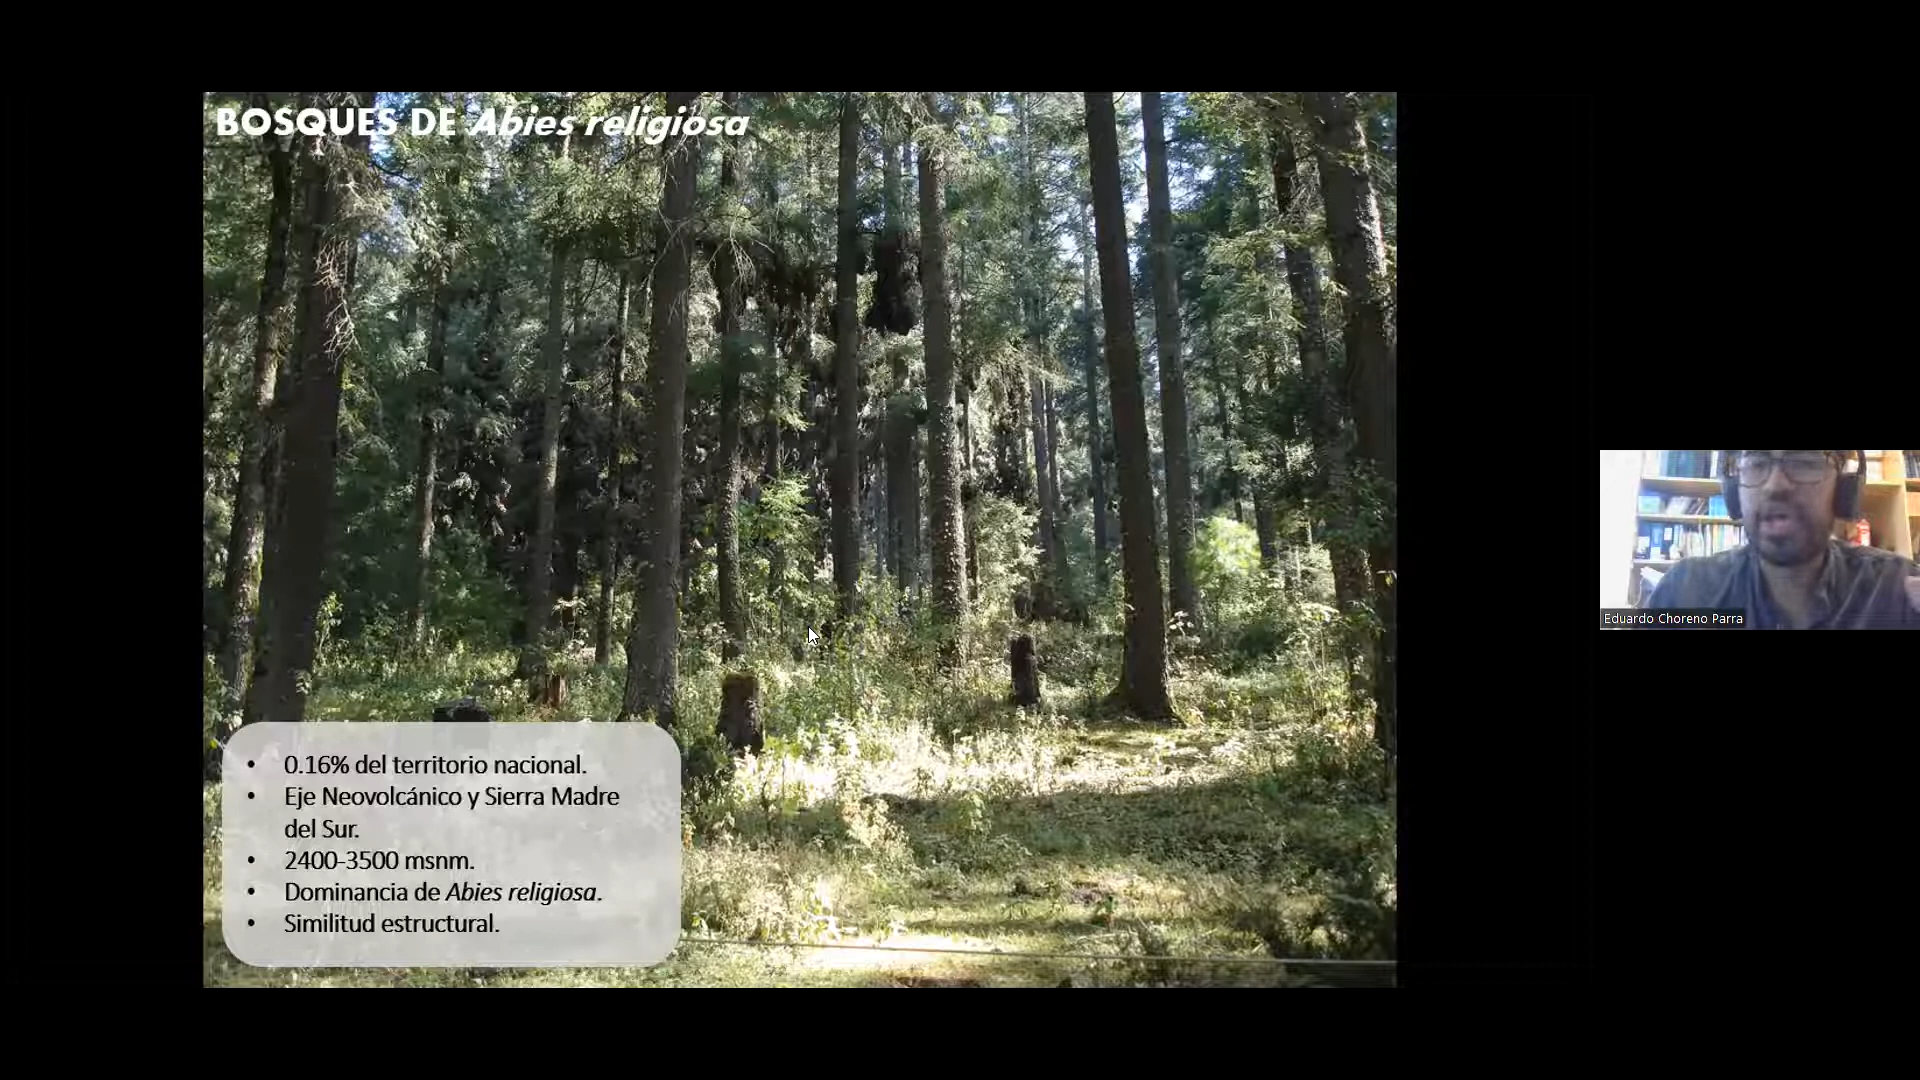 BOSQUES DE Abies religiosa
• 0.16% del territorio nacional.
• Eje Neovolcánico y Sierra Madre
del Sur.
• 2400-3500 msnm.
• Dominancia de Abies religiosa.
• Similitud estructural.
Eduardo Choreno Parra